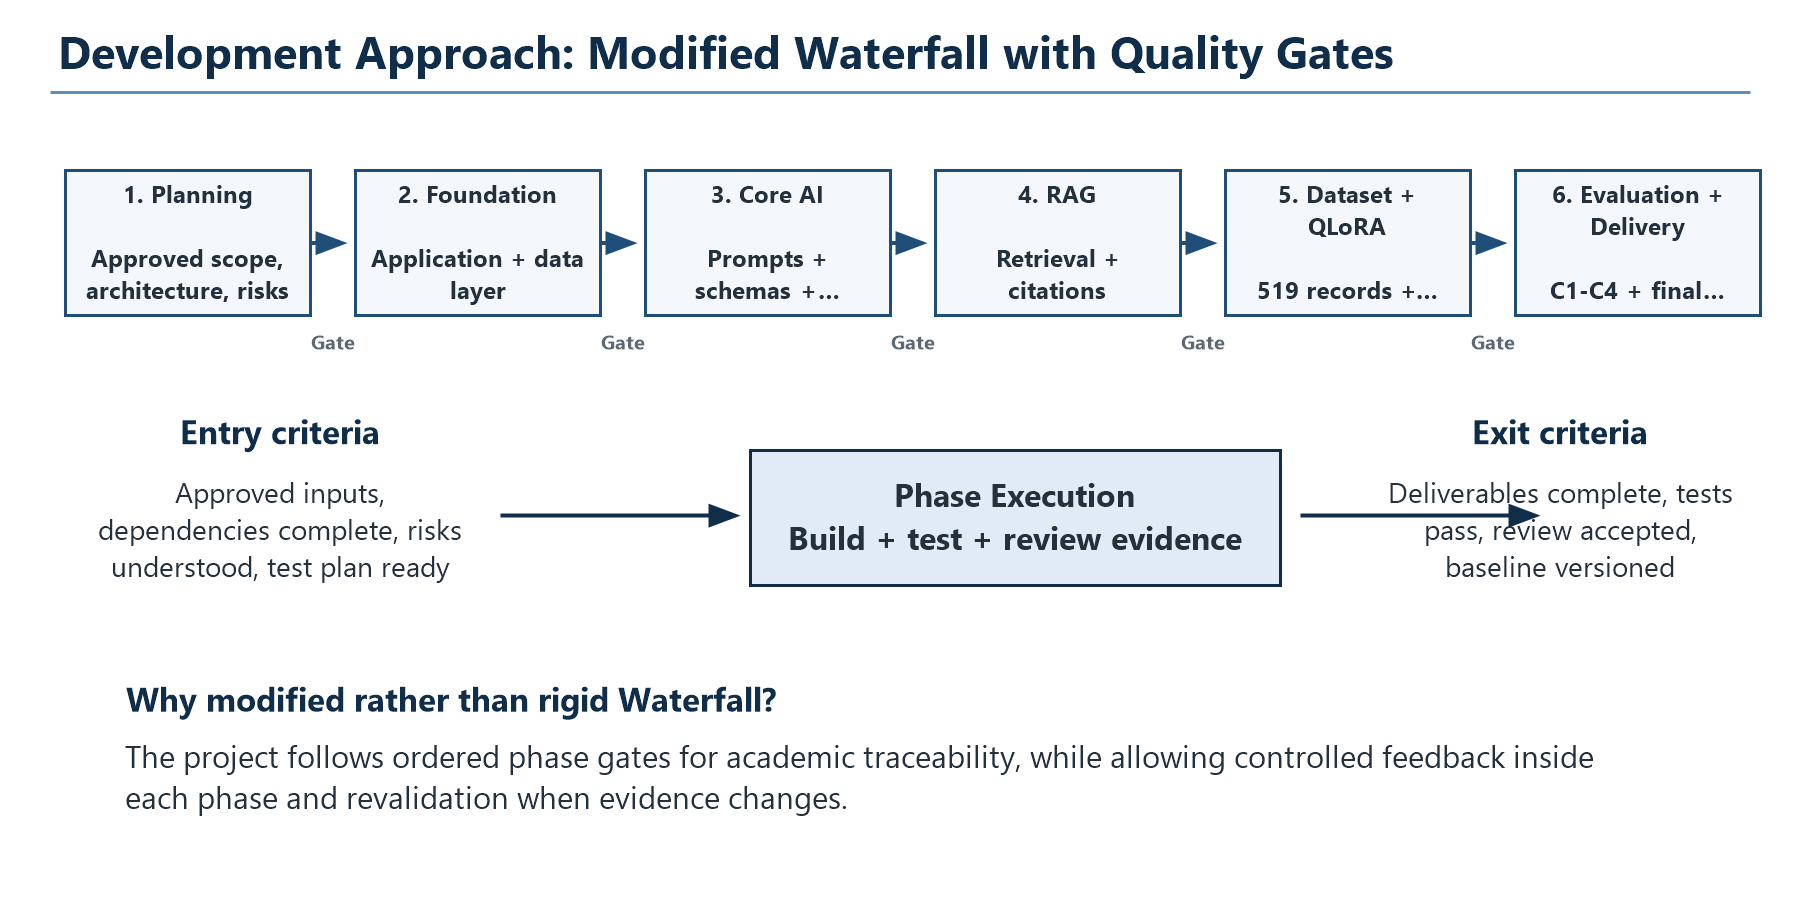 Development Approach: Modified Waterfall with Quality Gates
1. Planning
Approved scope,
architecture, risks
2. Foundation
Application + data
layer
3. Core AI
Prompts +
schemas +...
4. RAG
Retrieval +
citations
5. Dataset +
QLoRA
519 records +...
6. Evaluation +
Delivery
C1-C4 + final...
Gate
Gate
Gate
Gate
Gate
Entry criteria
Approved inputs,
dependencies complete, risks
understood, test plan ready
Phase Execution
Build + test + review evidence
Exit criteria
Deliverables complete, tests
pass, review accepted,
baseline versioned
Why modified rather than rigid Waterfall?
The project follows ordered phase gates for academic traceability, while allowing controlled feedback inside
each phase and revalidation when evidence changes.